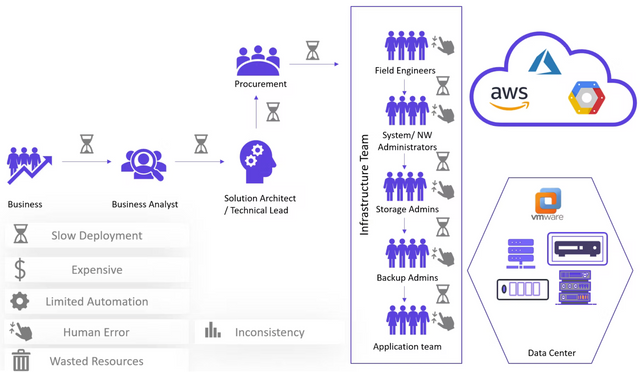 Procurement
Business
Business Analyst
Solution Architect
/ Technical Lead
Slow Deployment
$
Expensive
Limited Automation
Human Error
Wasted Resources
Inconsistency
Infrastructure Team
Field Engineers
System/ NW
Administrators
Storage Admins
Backup Admins
Application team
aws
vmware
Data Center